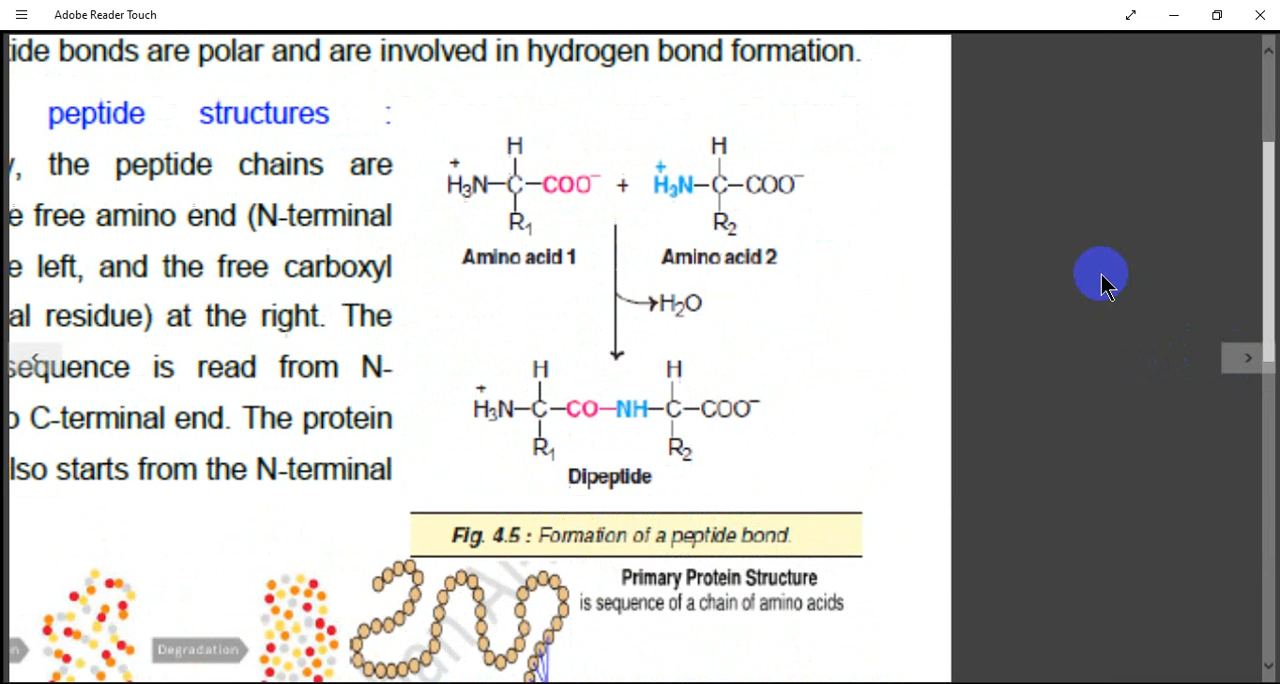 Adobe Reader Touch
tide bonds are polar and are involved in hydrogen bond formation.
peptide structures :
, the peptide chains are
e free amino end (N-terminal
e left, and the free carboxyl
al residue) at the right. The
sequence is read from N-
o C-terminal end. The protein
lso starts from the N-terminal
H H
+ +
H₃N–C–COO⁻ + H₃N–C–COO⁻
R₁ R₂
Amino acid 1 Amino acid 2
H₂O
H H
+
H₃N–C–CO–NH–C–COO⁻
R₁ R₂
Dipeptide
Fig. 4.5 : Formation of a peptide bond.
Primary Protein Structure
is sequence of a chain of amino acids
n Degradation